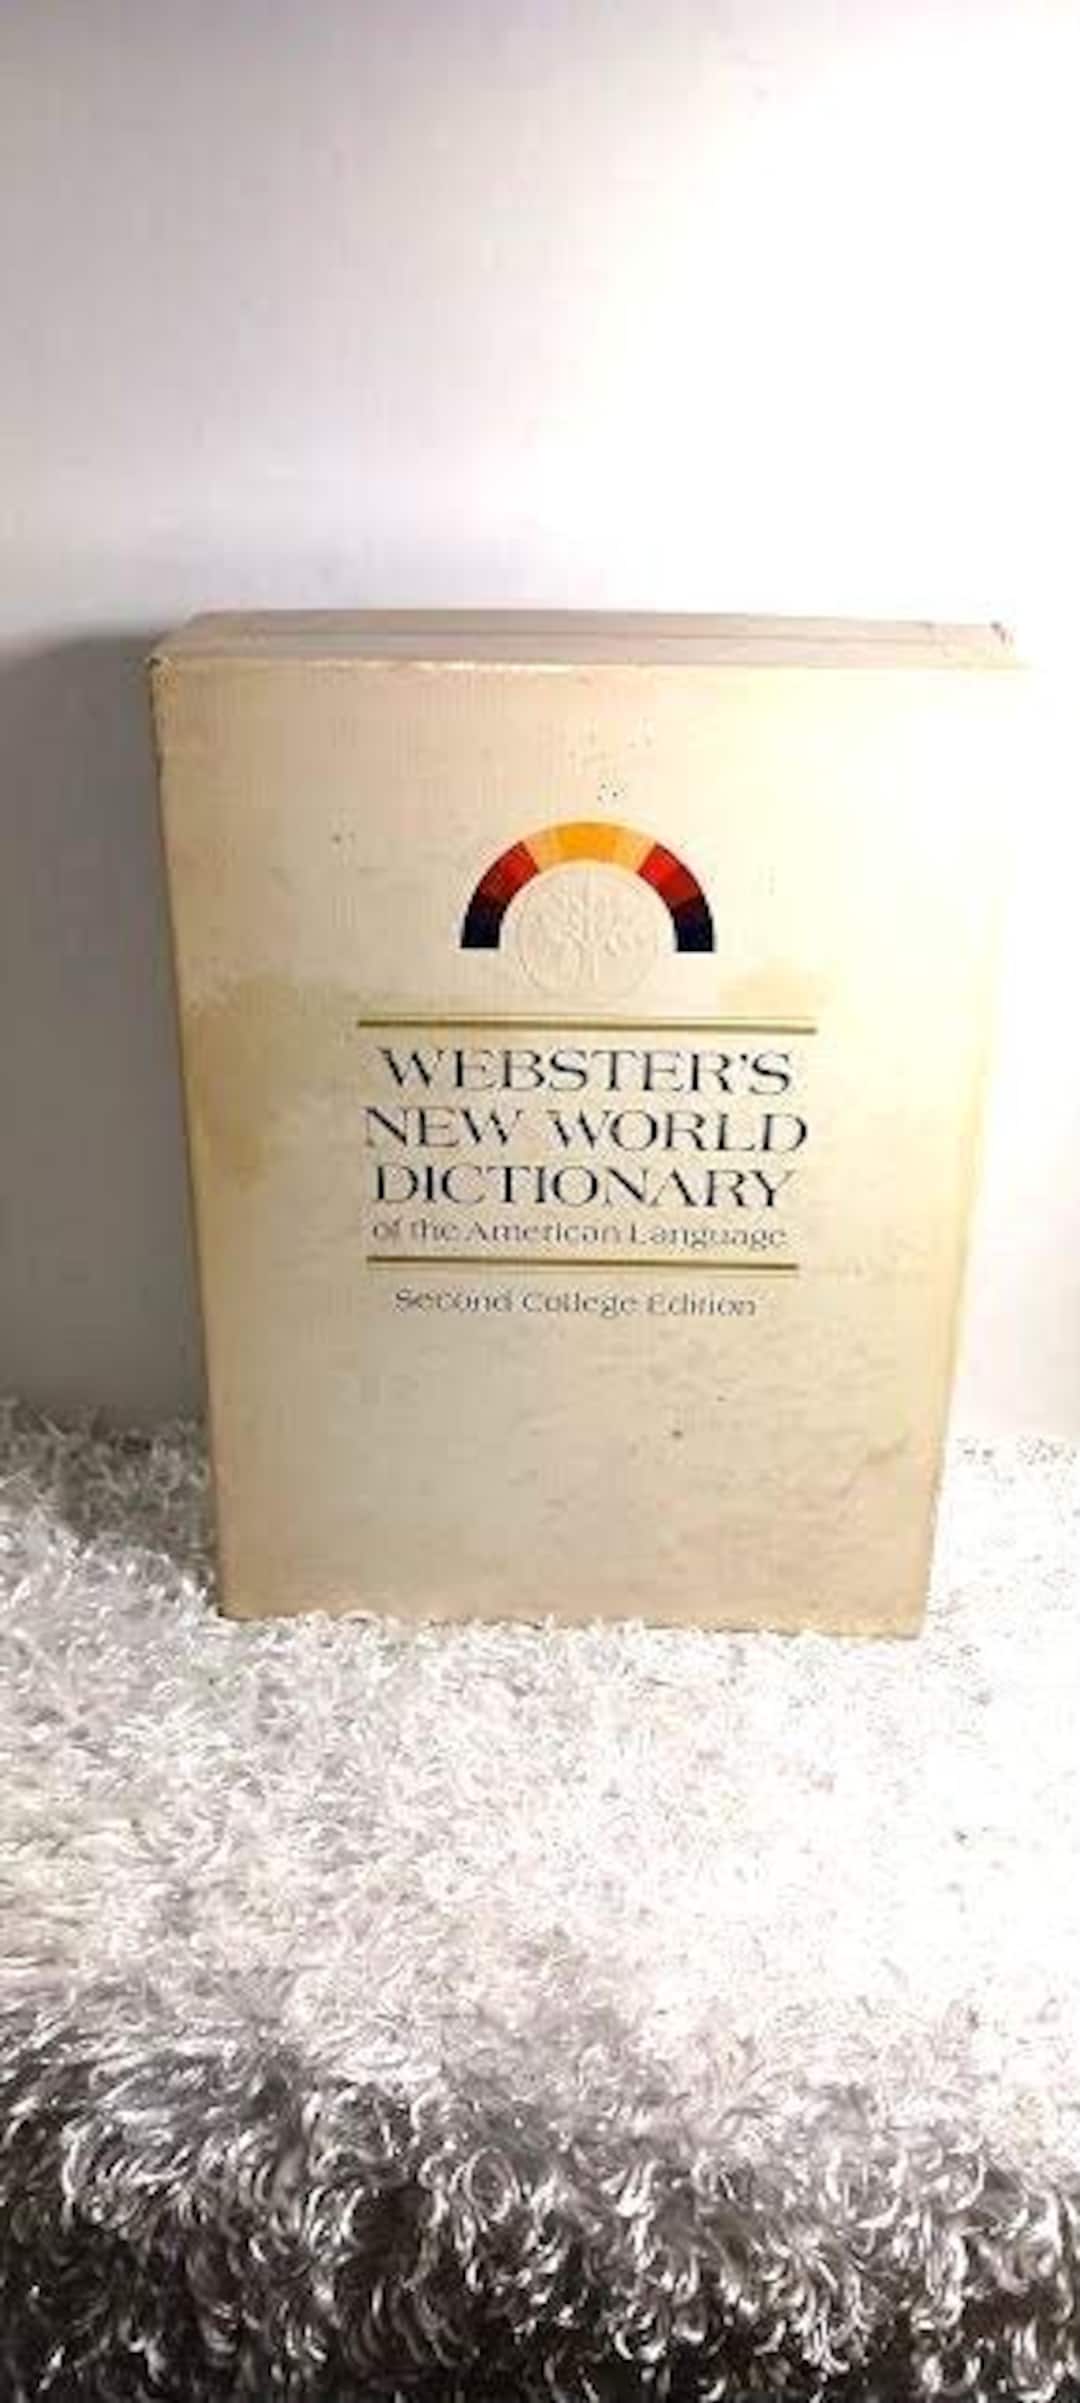 WEBSTER'S
NEW WORLD
DICTIONARY
of the American Language
Second College Edition